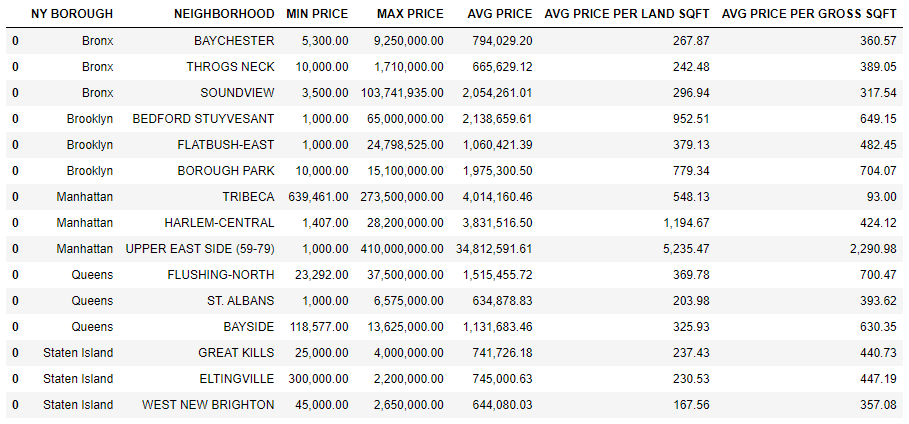 NY BOROUGH NEIGHBORHOOD MIN PRICE MAX PRICE AVG PRICE AVG PRICE PER LAND SQFT AVG PRICE PER GROSS SQFT
0 Bronx BAYCHESTER 5,300.00 9,250,000.00 794,029.20 267.87 360.57
0 Bronx THROGS NECK 10,000.00 1,710,000.00 665,629.12 242.48 389.05
0 Bronx SOUNDVIEW 3,500.00 103,741,935.00 2,054,261.01 296.94 317.54
0 Brooklyn BEDFORD STUYVESANT 1,000.00 65,000,000.00 2,138,659.61 952.51 649.15
0 Brooklyn FLATBUSH-EAST 1,000.00 24,798,525.00 1,060,421.39 379.13 482.45
0 Brooklyn BOROUGH PARK 10,000.00 15,100,000.00 1,975,300.50 779.34 704.07
0 Manhattan TRIBECA 639,461.00 273,500,000.00 4,014,160.46 548.13 93.00
0 Manhattan HARLEM-CENTRAL 1,407.00 28,200,000.00 3,831,516.50 1,194.67 424.12
0 Manhattan UPPER EAST SIDE (59-79) 1,000.00 410,000,000.00 34,812,591.61 5,235.47 2,290.98
0 Queens FLUSHING-NORTH 23,292.00 37,500,000.00 1,515,455.72 369.78 700.47
0 Queens ST. ALBANS 1,000.00 6,575,000.00 634,878.83 203.98 393.62
0 Queens BAYSIDE 118,577.00 13,625,000.00 1,131,683.46 325.93 630.35
0 Staten Island GREAT KILLS 25,000.00 4,000,000.00 741,726.18 237.43 440.73
0 Staten Island ELTINGVILLE 300,000.00 2,200,000.00 745,000.63 230.53 447.19
0 Staten Island WEST NEW BRIGHTON 45,000.00 2,650,000.00 644,080.03 167.56 357.08